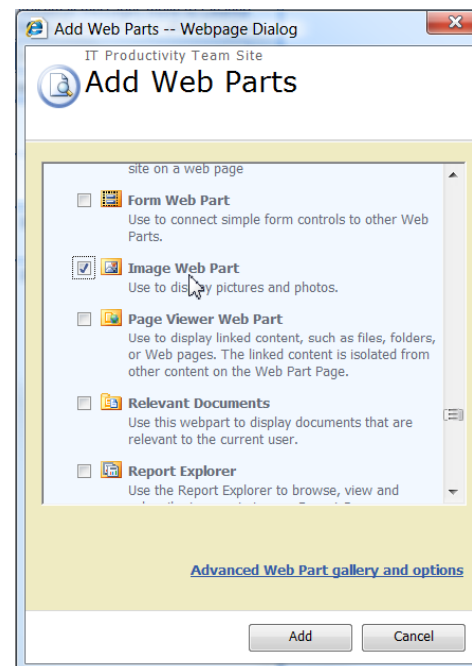 Add Web Parts -- Webpage Dialog
IT Productivity Team Site
Add Web Parts
site on a web page
Form Web Part
Use to connect simple form controls to other Web
Parts.
Image Web Part
Use to display pictures and photos.
Page Viewer Web Part
Use to display linked content, such as files, folders,
or Web pages. The linked content is isolated from
other content on the Web Part Page.
Relevant Documents
Use this webpart to display documents that are
relevant to the current user.
Report Explorer
Use the Report Explorer to browse, view and
Advanced Web Part gallery and options
Add Cancel